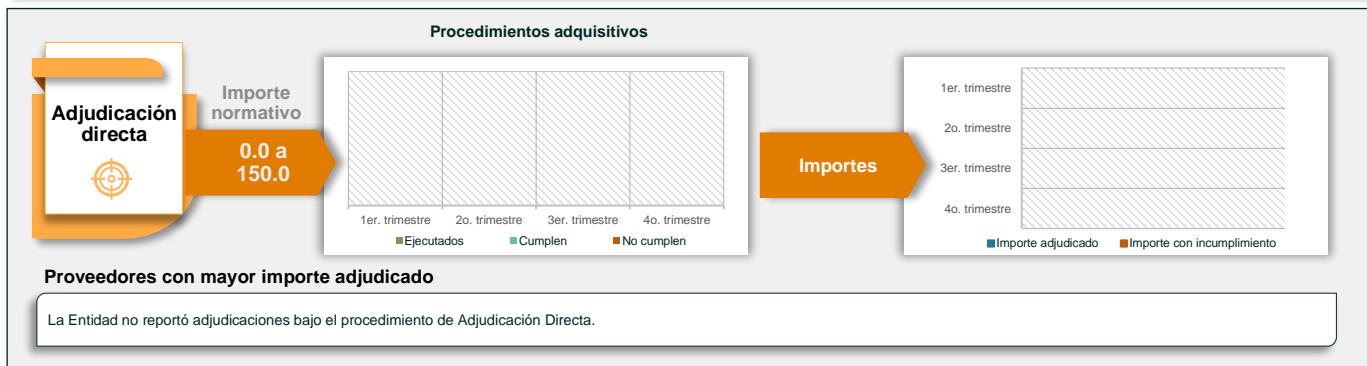 Procedimientos adquisitivos
Adjudicación
directa
Importe
normativo
0.0 a
150.0
1er. trimestre
2o. trimestre
3er. trimestre
4o. trimestre
Ejecutados
Cumplen
No cumplen
Importes
1er. trimestre
2o. trimestre
3er. trimestre
4o. trimestre
Importe adjudicado
Importe con incumplimiento
Proveedores con mayor importe adjudicado
La Entidad no reportó adjudicaciones bajo el procedimiento de Adjudicación Directa.